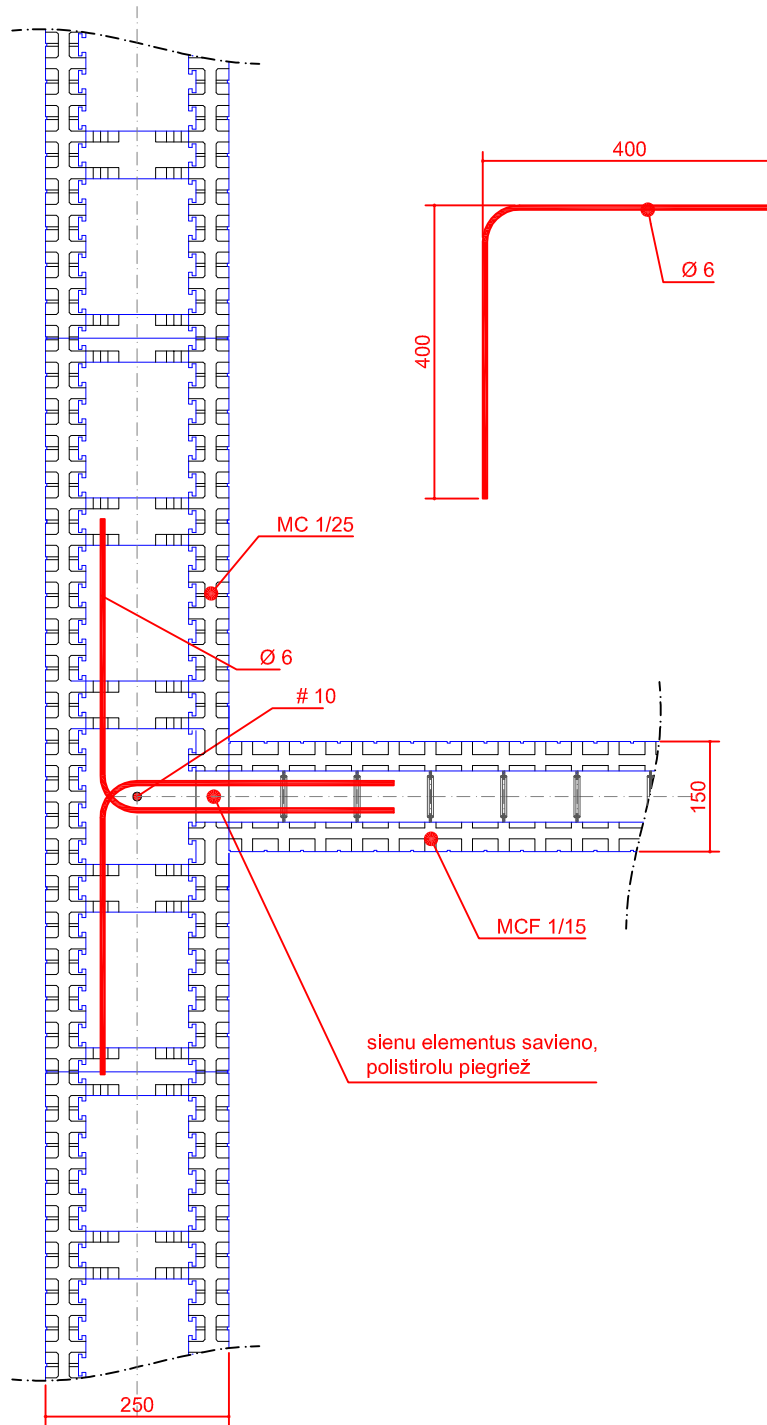 400
Ø 6
400
MC 1/25
Ø 6
# 10
150
MCF 1/15
sienu elementus savieno,
polistirolu piegriež
250